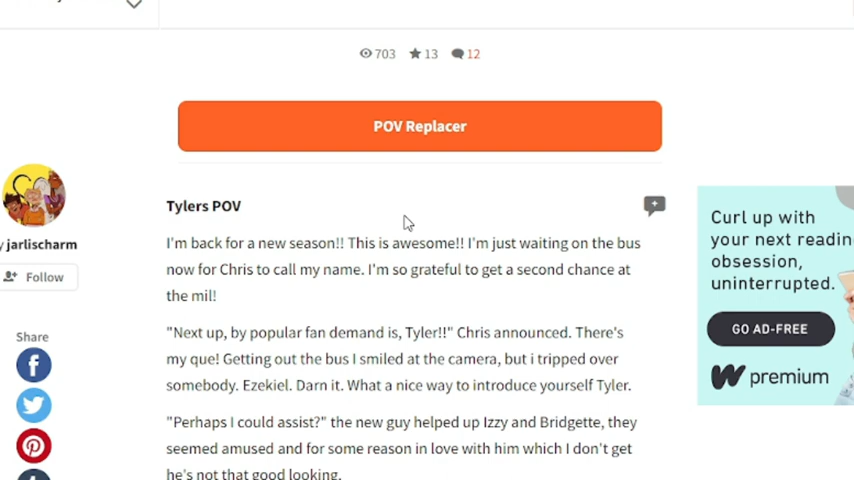 703 13 12
POV Replacer
Tylers POV
jarlischarm
Follow
I'm back for a new season!! This is awesome!! I'm just waiting on the bus
now for Chris to call my name. I'm so grateful to get a second chance at
the mil!
"Next up, by popular fan demand is, Tyler!!" Chris announced. There's
my que! Getting out the bus I smiled at the camera, but i tripped over
somebody. Ezekiel. Darn it. What a nice way to introduce yourself Tyler.
"Perhaps I could assist?" the new guy helped up Izzy and Bridgette, they
seemed amused and for some reason in love with him which I don't get
he's not that good looking.
Share
Curl up with
your next readin
obsession,
uninterrupted.
GO AD-FREE
premium